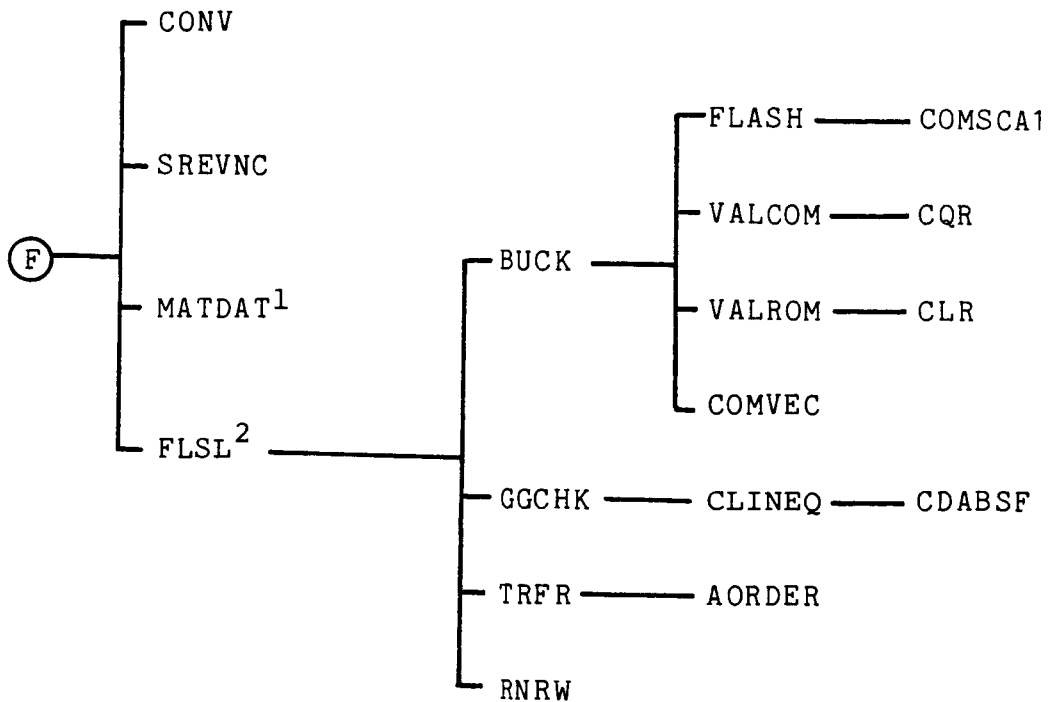 CONV
FLASH COMSCA1
SREVNC
VALCOM CQR
F
BUCK
MATDAT1
VALROM CLR
COMVEC
FLSL2
GGCHK CLINEQ CDABSF
TRFR AORDER
RNRW